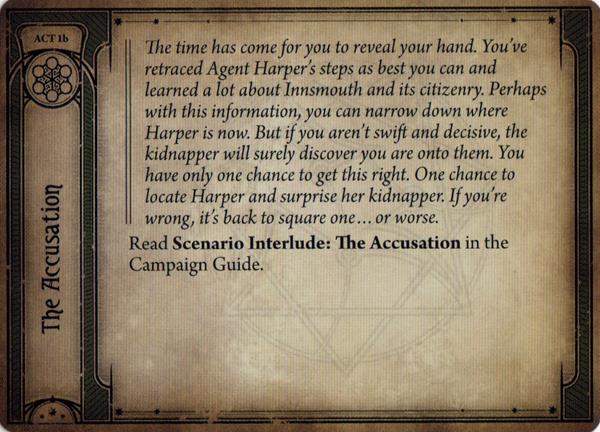 ACT 1b
The Accusation
The time has come for you to reveal your hand. You’ve
retraced Agent Harper’s steps as best you can and
learned a lot about Innsmouth and its citizenry. Perhaps
with this information, you can narrow down where
Harper is now. But if you aren’t swift and decisive, the
kidnapper will surely discover you are onto them. You
have only one chance to get this right. One chance to
locate Harper and surprise her kidnapper. If you’re
wrong, it’s back to square one… or worse.
Read Scenario Interlude: The Accusation in the
Campaign Guide.